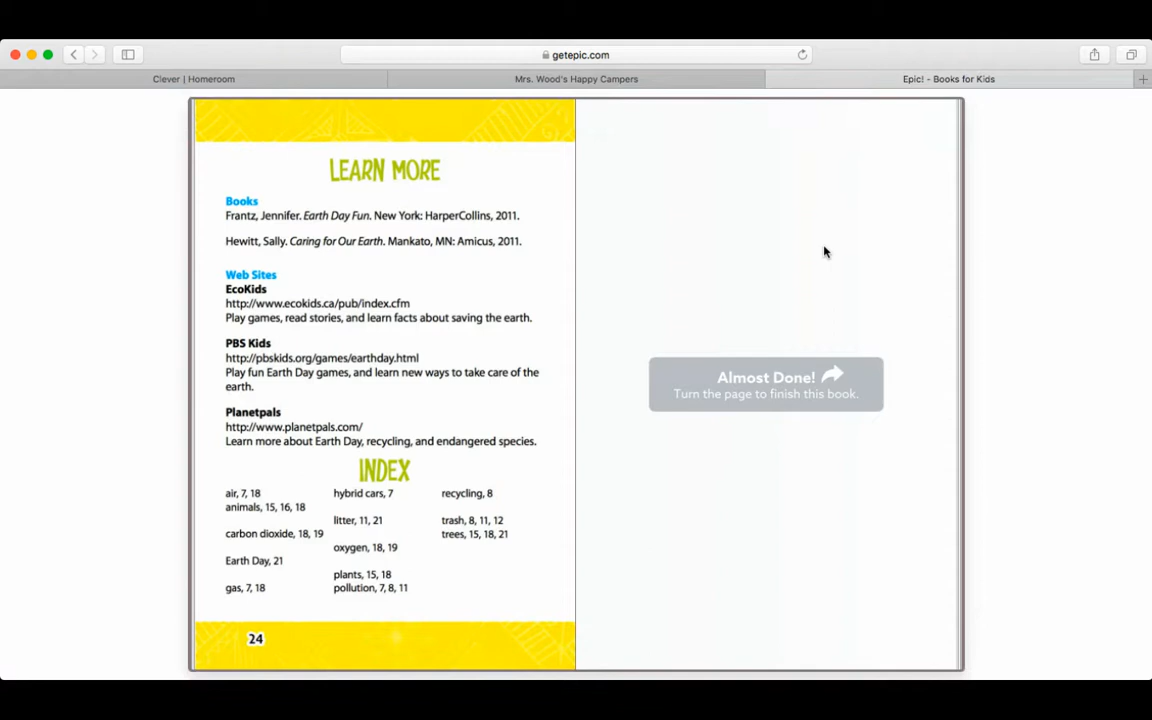 getepic.com
Clever | Homeroom
Mrs. Wood's Happy Campers
Epic! - Books for Kids
LEARN MORE
Books
Frantz, Jennifer. Earth Day Fun. New York: HarperCollins, 2011.
Hewitt, Sally. Caring for Our Earth. Mankato, MN: Amicus, 2011.
Web Sites
EcoKids
http://www.ecokids.ca/pub/index.cfm
Play games, read stories, and learn facts about saving the earth.
PBS Kids
http://pbskids.org/games/earthday.html
Play fun Earth Day games, and learn new ways to take care of the
earth.
Planetpals
http://www.planetpals.com/
Learn more about Earth Day, recycling, and endangered species.
INDEX
air, 7, 18
animals, 15, 16, 18
carbon dioxide, 18, 19
Earth Day, 21
gas, 7, 18
hybrid cars, 7
litter, 11, 21
oxygen, 18, 19
plants, 15, 18
pollution, 7, 8, 11
recycling, 8
trash, 8, 11, 12
trees, 15, 18, 21
24
Almost Done!
Turn the page to finish this book.